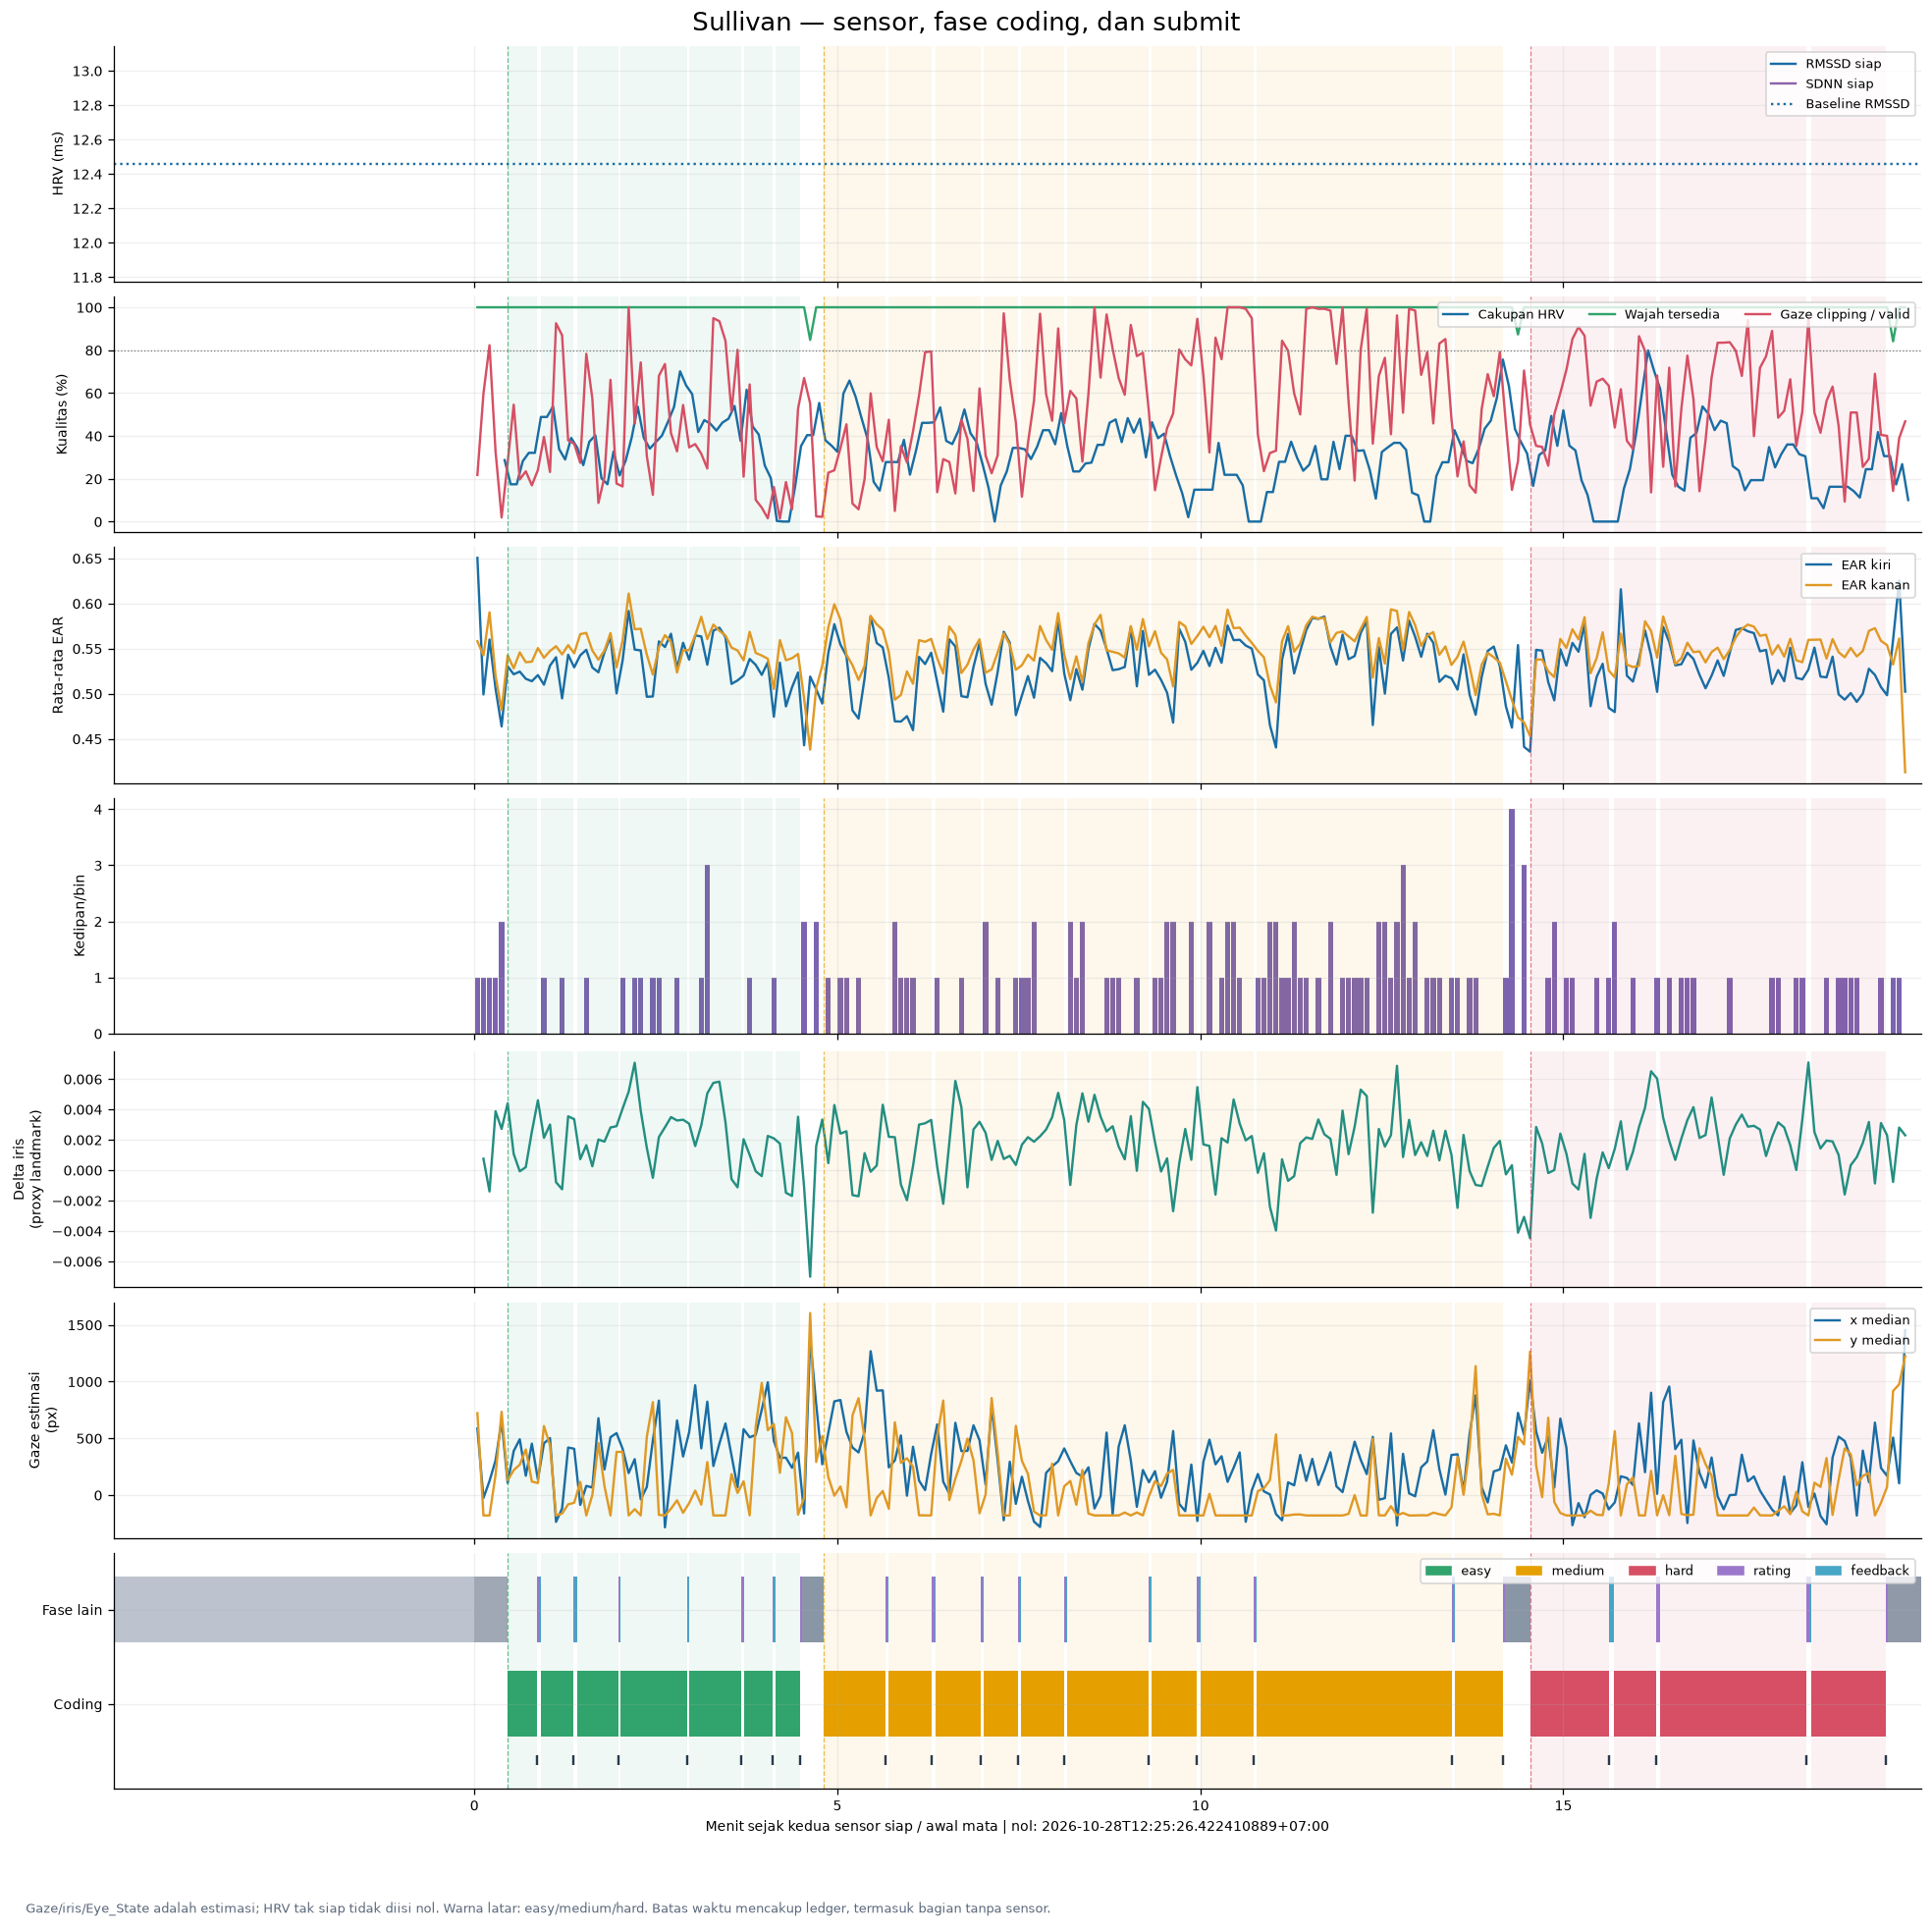 Sullivan — sensor, fase coding, dan submit
HRV (ms)
13.0
12.8
12.6
12.4
12.2
12.0
11.8
RMSSD siap
SDNN siap
Baseline RMSSD
Kualitas (%)
100
80
60
40
20
0
Cakupan HRV
Wajah tersedia
Gaze clipping / valid
Rata-rata EAR
0.65
0.60
0.55
0.50
0.45
EAR kiri
EAR kanan
Kedipan/bin
4
3
2
1
0
Delta iris
(proxy landmark)
0.006
0.004
0.002
0.000
−0.002
−0.004
−0.006
Gaze estimasi
(px)
1500
1000
500
0
x median
y median
easy
medium
hard
rating
feedback
Fase lain
Coding
0
5
10
15
Menit sejak kedua sensor siap / awal mata | nol: 2026-10-28T12:25:26.422410889+07:00
Gaze/iris/Eye_State adalah estimasi; HRV tak siap tidak diisi nol. Warna latar: easy/medium/hard. Batas waktu mencakup ledger, termasuk bagian tanpa sensor.